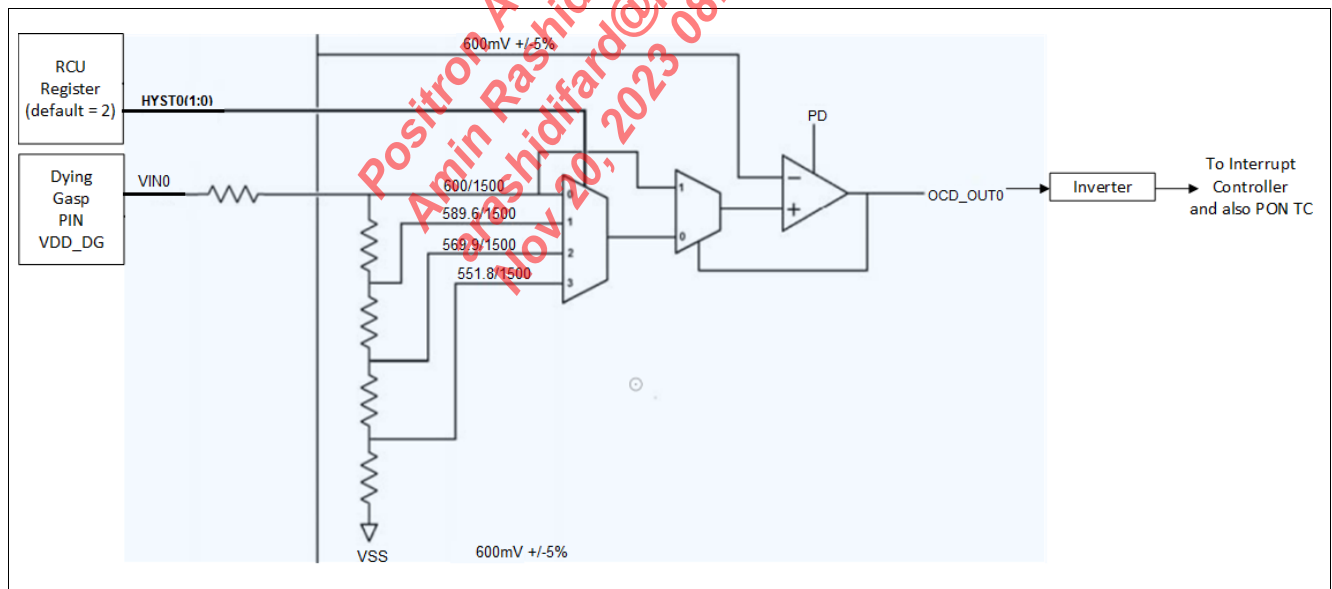 Positron A
Amin Rashidifard
arashidifard@
Nov 20, 2023 08:
600mV +/-5%
RCU
Register
(default = 2)
HYST0(1:0)
PD
Dying
Gasp
PIN
VDD_DG
VIN0
600/1500
0
589.6/1500
1
569.9/1500
2
551.8/1500
3
1
0
−
+
OCD_OUT0
Inverter
To Interrupt
Controller
and also PON TC
VSS
600mV +/-5%